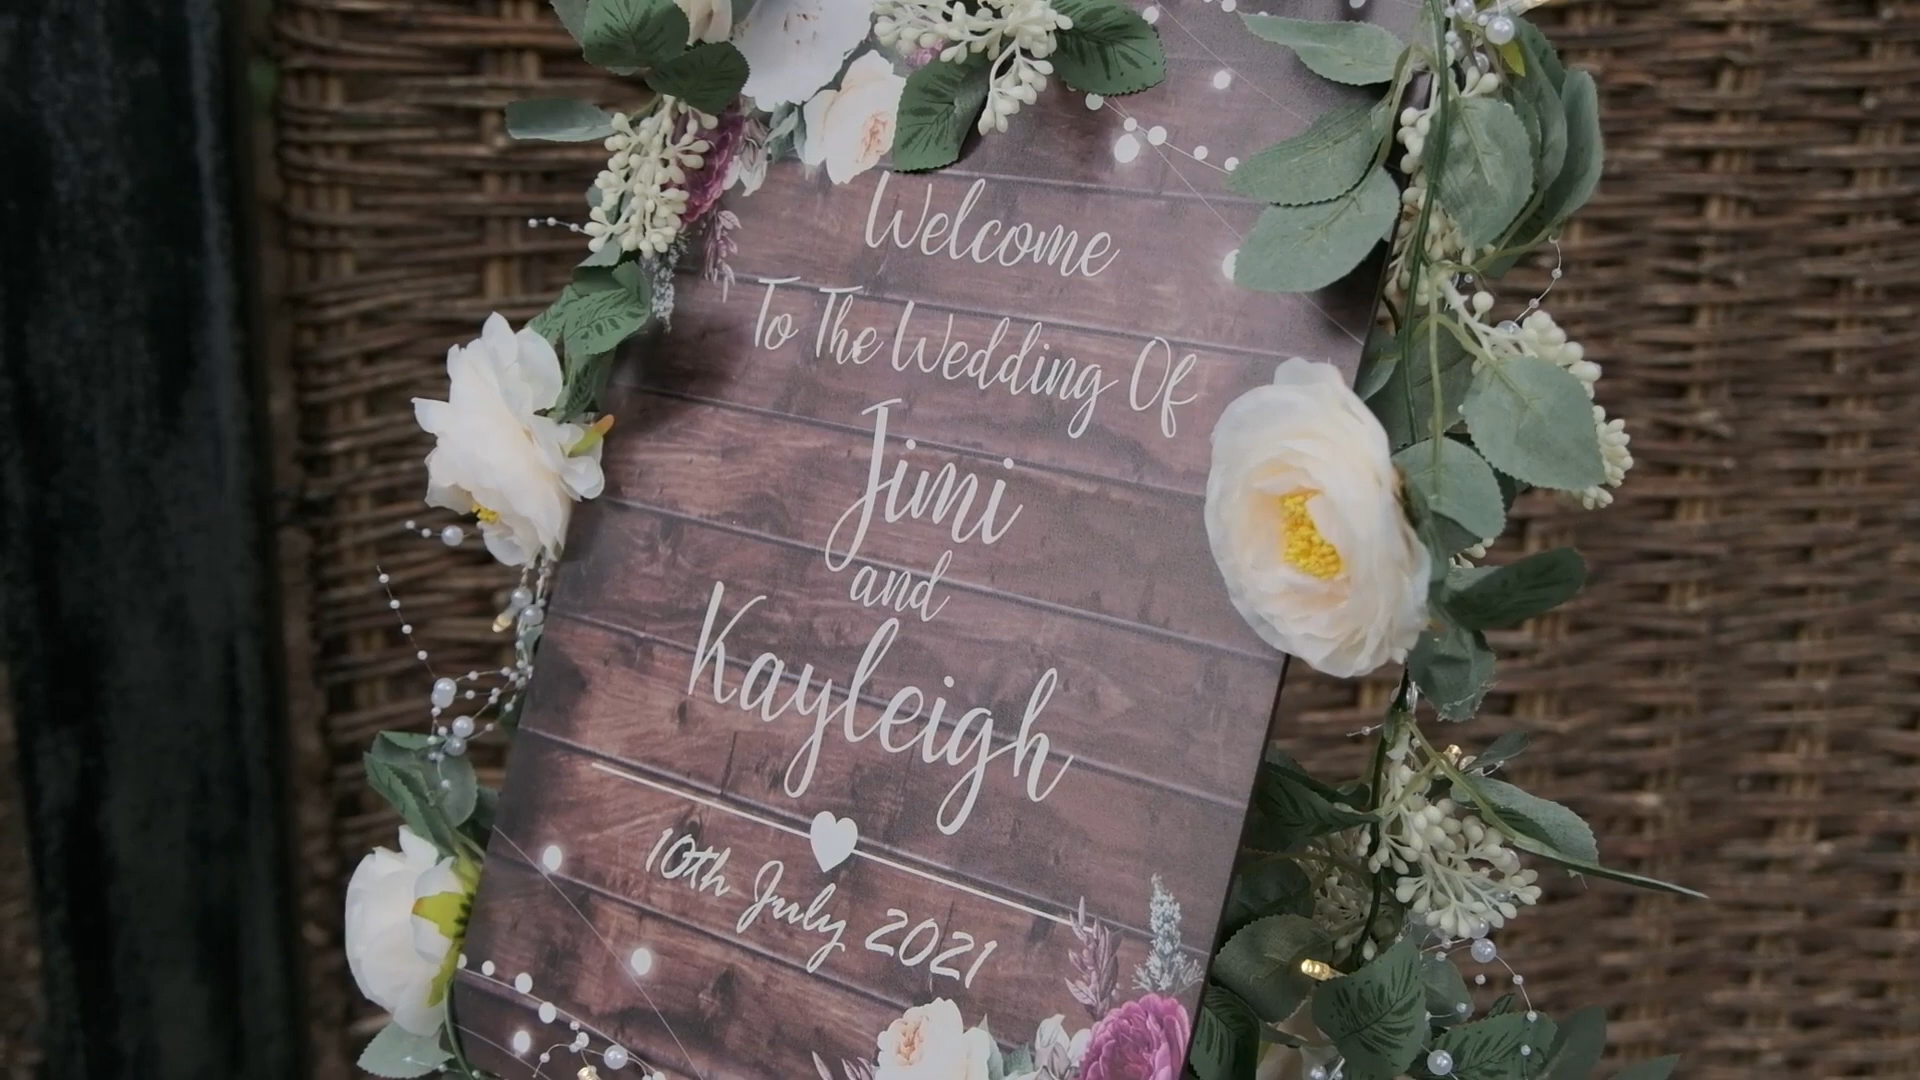 Welcome
To The Wedding Of
Jimi
and
Kayleigh
10th July 2021